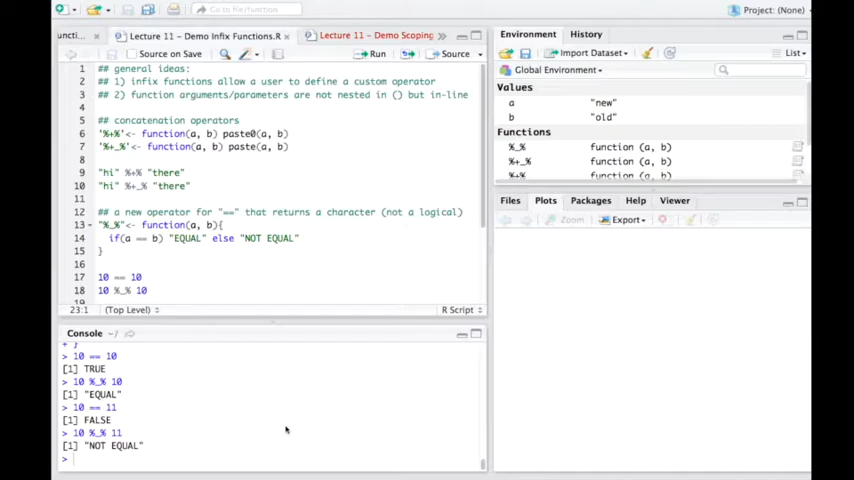 Go to file/function
Project: (None)
uncti...
Lecture 11 - Demo Infix Functions.R
Lecture 11 - Demo Scoping
Source on Save
Run
Source
1 ## general ideas:
2 ## 1) infix functions allow a user to define a custom operator
3 ## 2) function arguments/parameters are not nested in () but in-line
4
5 ## concatenation operators
6 '%+%'<- function(a, b) paste0(a, b)
7 '%+_%'<- function(a, b) paste(a, b)
8
9 "hi" %+% "there"
10 "hi" %+_% "there"
11
12 ## a new operator for "==" that returns a character (not a logical)
13 "%_%"<- function(a, b){
14 if(a == b) "EQUAL" else "NOT EQUAL"
15 }
16
17 10 == 10
18 10 %_% 10
19
23:1 (Top Level) R Script
Console ~/
+ }
> 10 == 10
[1] TRUE
> 10 %_% 10
[1] "EQUAL"
> 10 == 11
[1] FALSE
> 10 %_% 11
[1] "NOT EQUAL"
>
Environment History
Import Dataset List
Global Environment
Values
a "new"
b "old"
Functions
%_% function (a, b)
%+_% function (a, b)
%+% function (a, b)
Files Plots Packages Help Viewer
Zoom Export